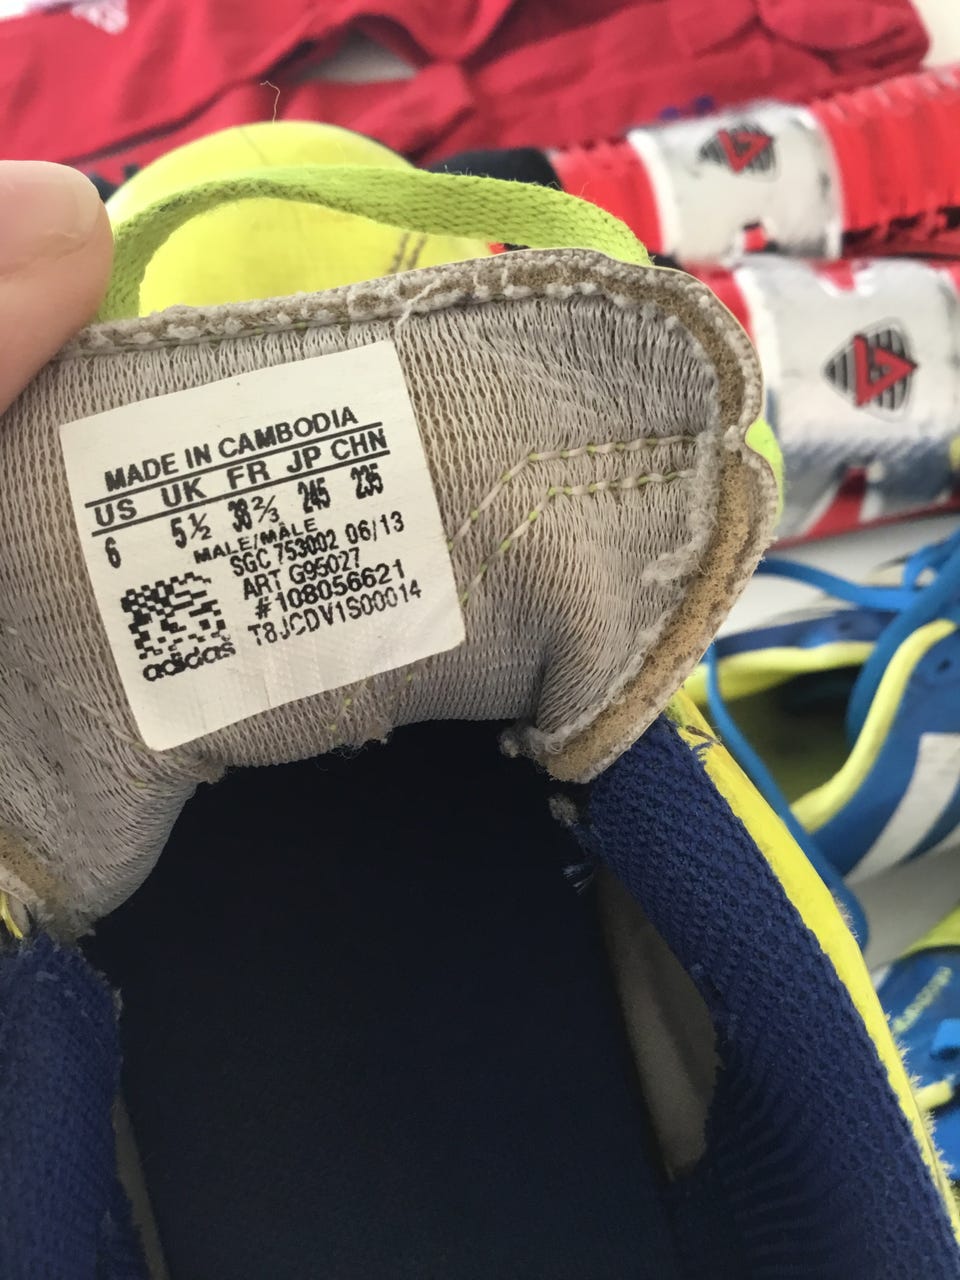 MADE IN CAMBODIA
US UK FR JP CHN
6 5½ 38⅔ 245 235
MALE/MÂLE
SGC 753002 06/13
ART G95027
#108056621
T8JCDV1S00014
adidas